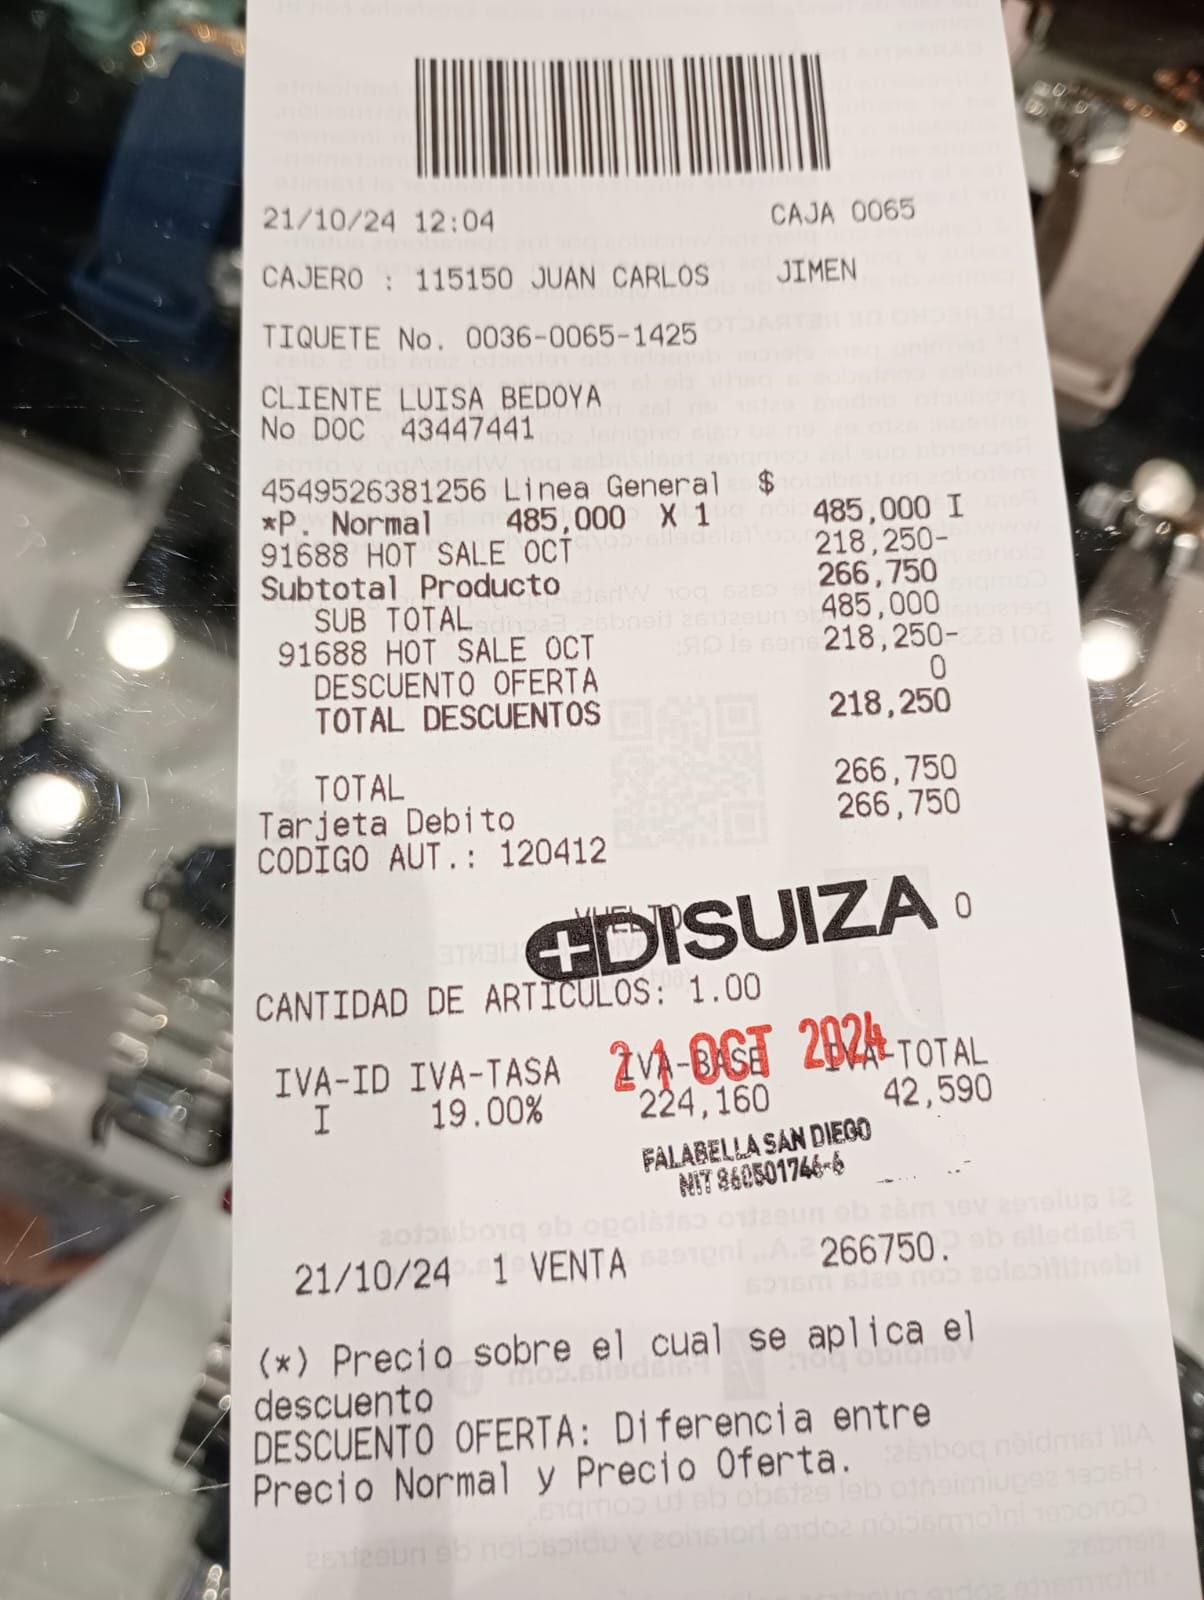 21/10/24 12:04 CAJA 0065
CAJERO : 115150 JUAN CARLOS JIMEN
TIQUETE No. 0036-0065-1425
CLIENTE LUISA BEDOYA
No DOC 43447441
4549526381256 Linea General $
*P. Normal 485,000 X 1 485,000 I
91688 HOT SALE OCT 218,250-
Subtotal Producto 266,750
SUB TOTAL 485,000
91688 HOT SALE OCT 218,250-
DESCUENTO OFERTA 0
TOTAL DESCUENTOS 218,250
TOTAL 266,750
Tarjeta Debito 266,750
CODIGO AUT.: 120412
VUELTO 0
DISUIZA
CANTIDAD DE ARTICULOS: 1.00
21 OCT 2024
IVA-ID IVA-TASA IVA-BASE IVA-TOTAL
I 19.00% 224,160 42,590
FALABELLA SAN DIEGO
NIT 860501746-6
21/10/24 1 VENTA 266750.
(*) Precio sobre el cual se aplica el
descuento
DESCUENTO OFERTA: Diferencia entre
Precio Normal y Precio Oferta.